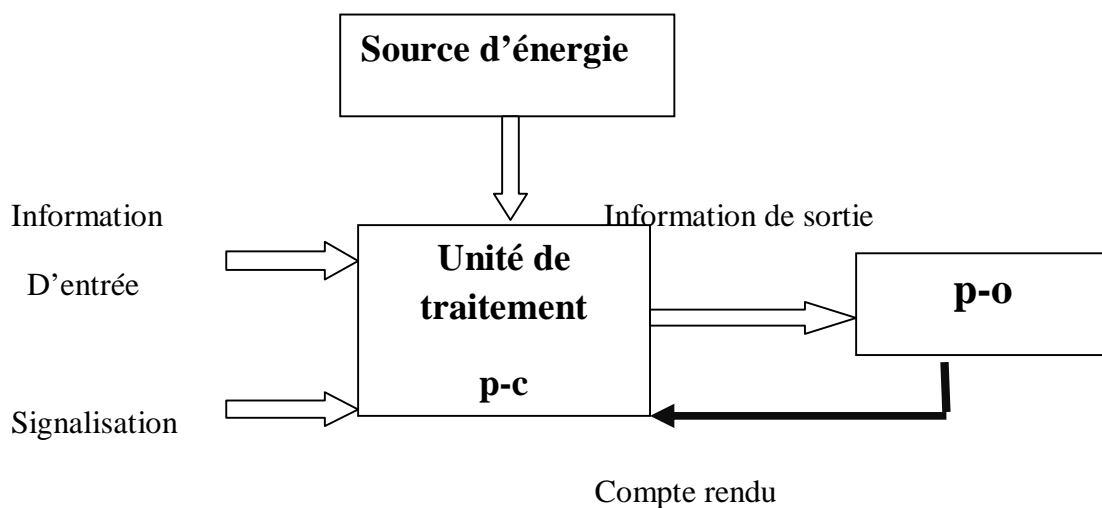 Source d’énergie
Information
D’entrée
Signalisation
Unité de
traitement
p-c
Information de sortie
p-o
Compte rendu